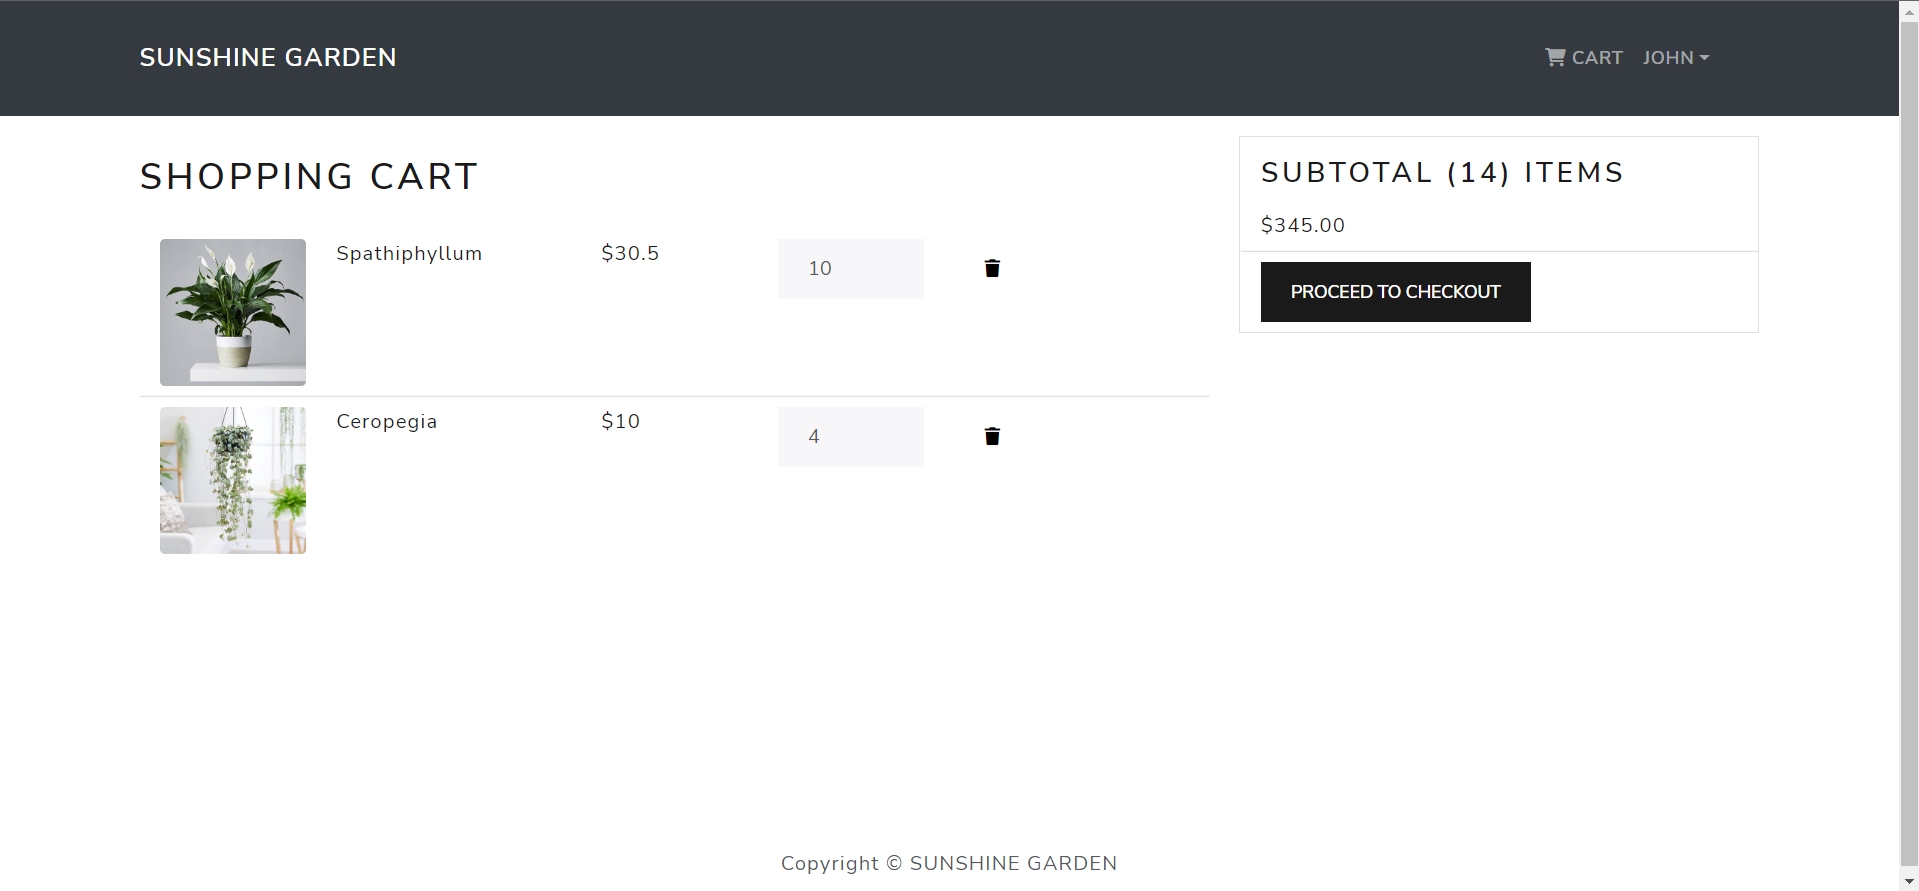 SUNSHINE GARDEN
CART JOHN
SHOPPING CART
Spathiphyllum $30.5 10
Ceropegia $10 4
SUBTOTAL (14) ITEMS
$345.00
PROCEED TO CHECKOUT
Copyright © SUNSHINE GARDEN